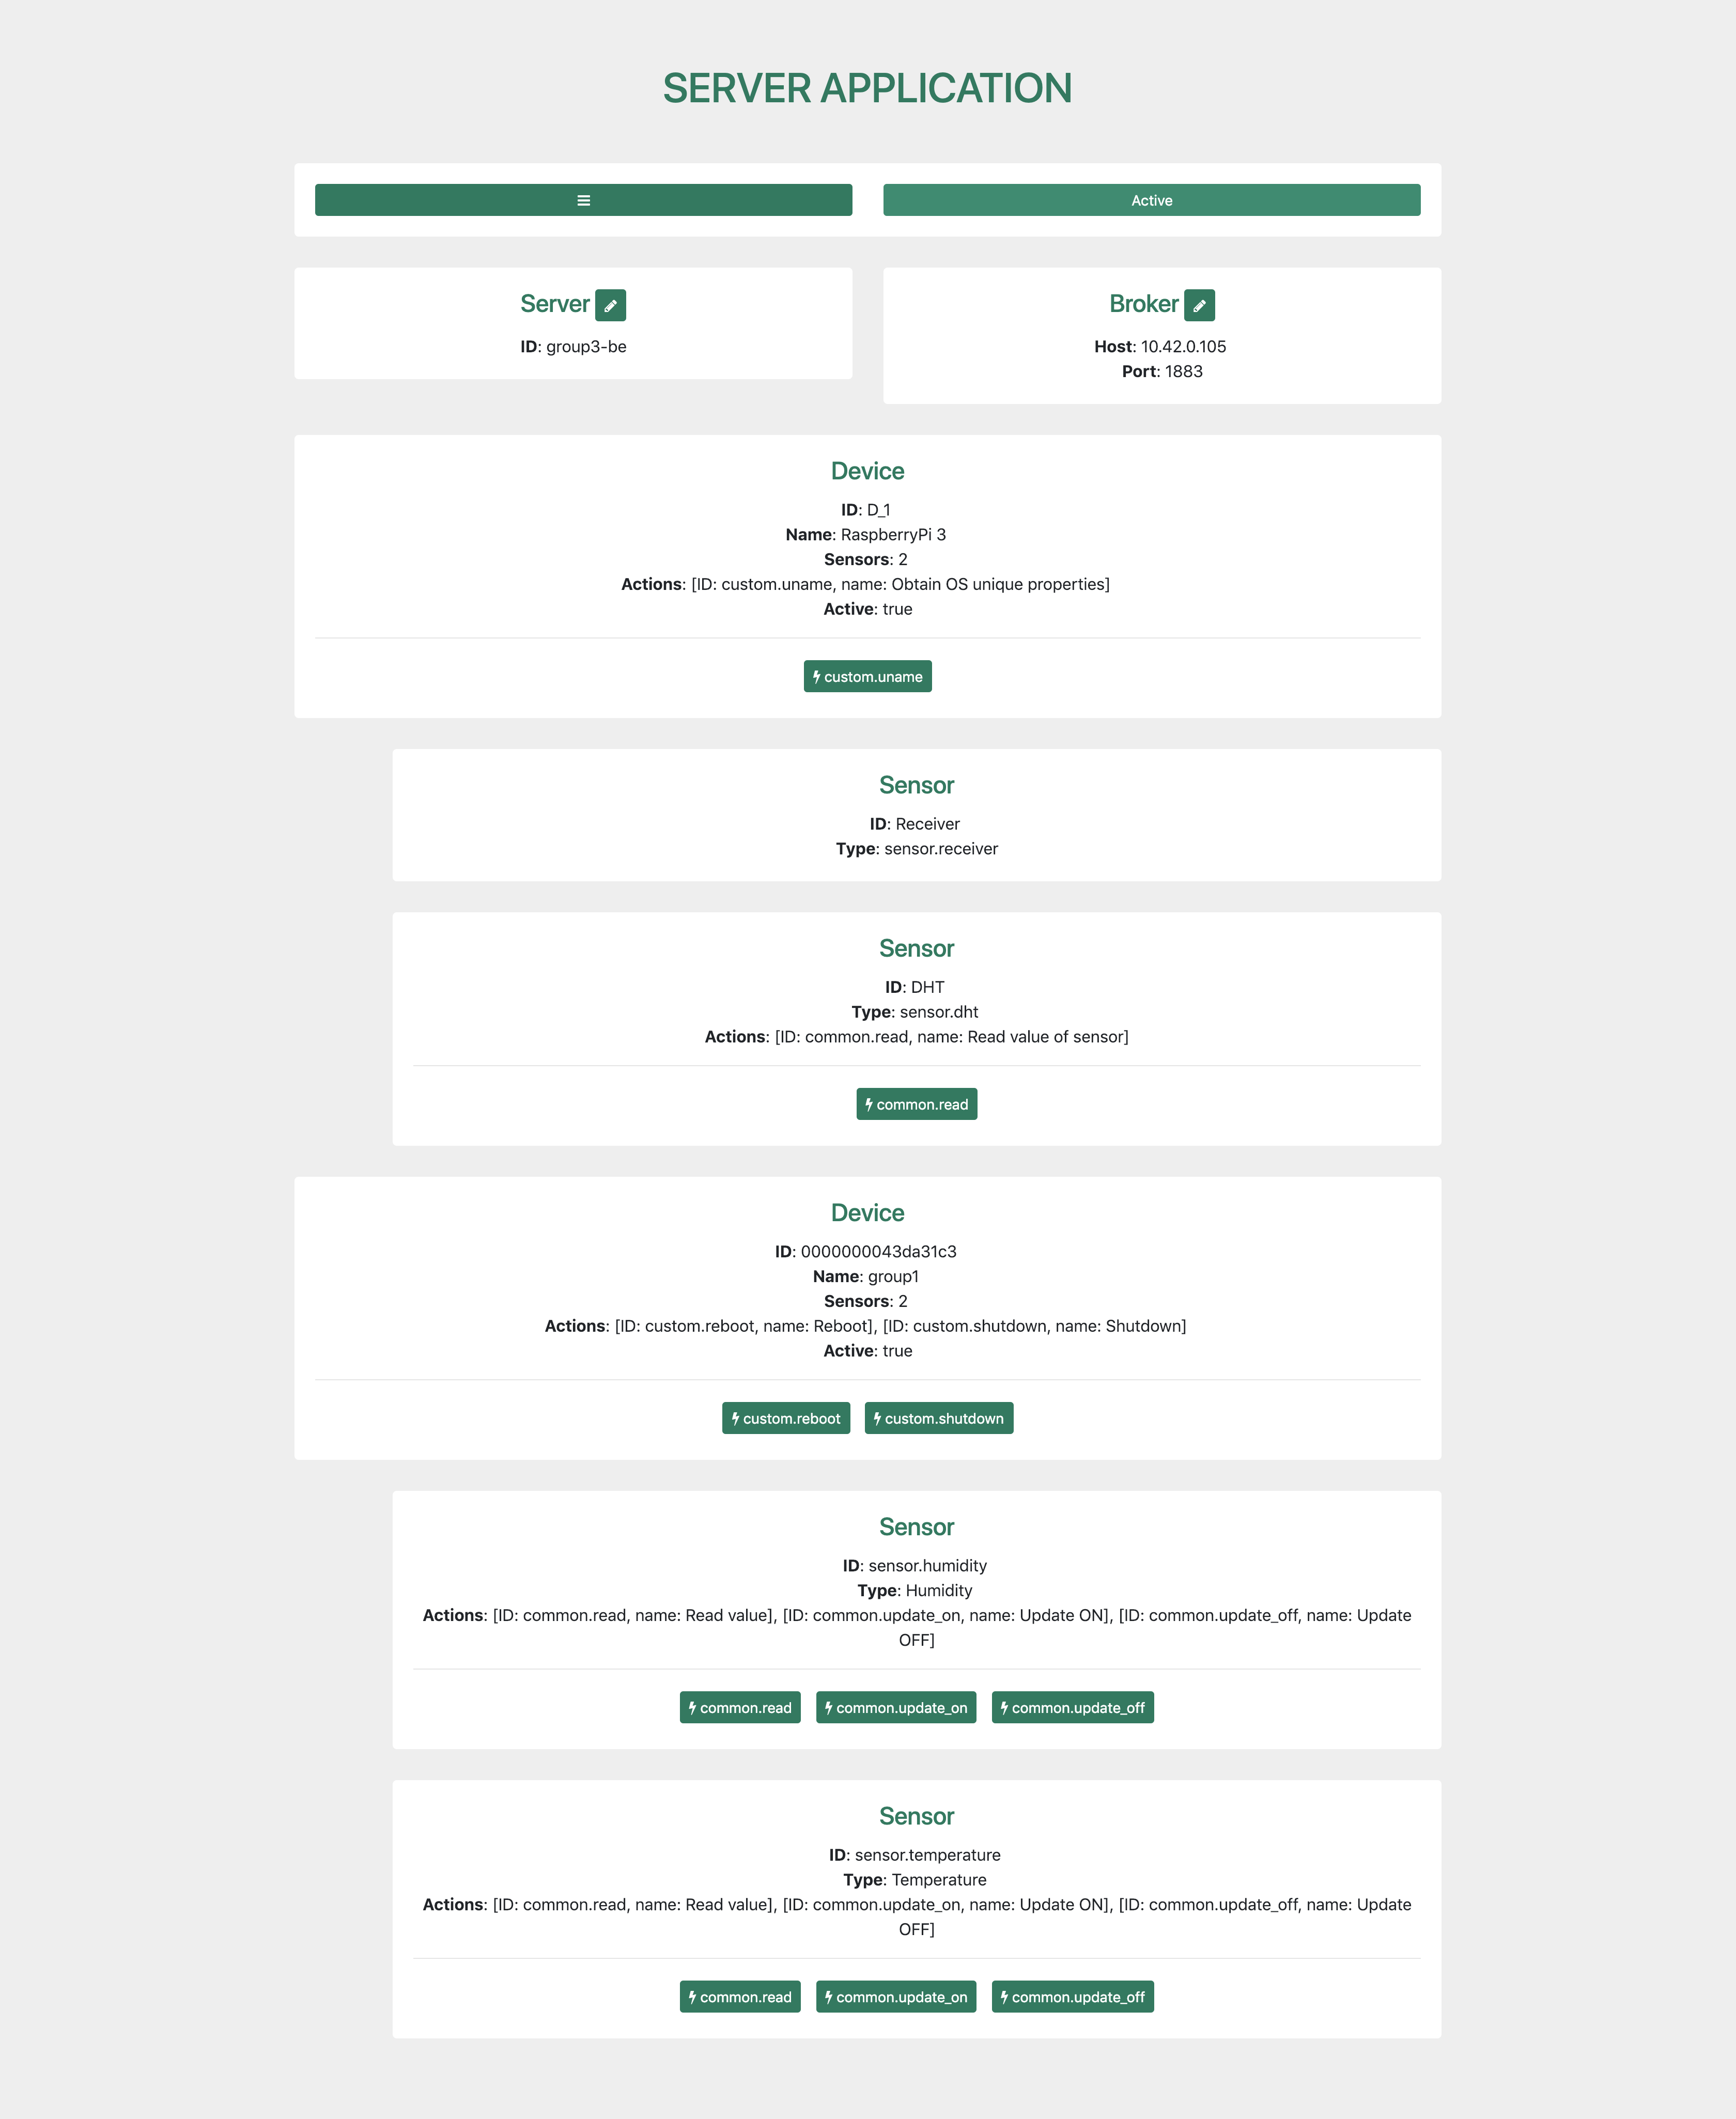 SERVER APPLICATION
Active
Server
ID: group3-be
Broker
Host: 10.42.0.105
Port: 1883
Device
ID: D_1
Name: RaspberryPi 3
Sensors: 2
Actions: [ID: custom.uname, name: Obtain OS unique properties]
Active: true
custom.uname
Sensor
ID: Receiver
Type: sensor.receiver
Sensor
ID: DHT
Type: sensor.dht
Actions: [ID: common.read, name: Read value of sensor]
common.read
Device
ID: 0000000043da31c3
Name: group1
Sensors: 2
Actions: [ID: custom.reboot, name: Reboot], [ID: custom.shutdown, name: Shutdown]
Active: true
custom.reboot custom.shutdown
Sensor
ID: sensor.humidity
Type: Humidity
Actions: [ID: common.read, name: Read value], [ID: common.update_on, name: Update ON], [ID: common.update_off, name: Update
OFF]
common.read common.update_on common.update_off
Sensor
ID: sensor.temperature
Type: Temperature
Actions: [ID: common.read, name: Read value], [ID: common.update_on, name: Update ON], [ID: common.update_off, name: Update
OFF]
common.read common.update_on common.update_off